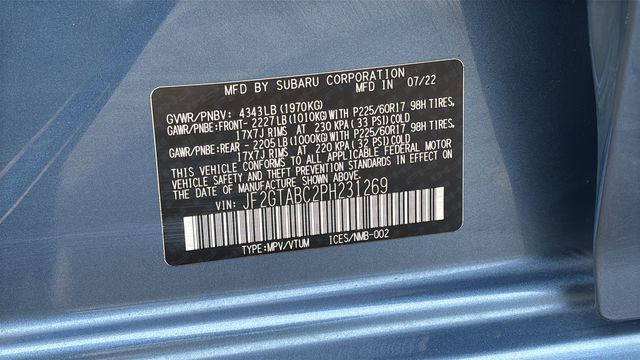 MFD BY SUBARU CORPORATION
MFD IN 07/22
GVWR/PNBV: 4343LB (1970KG)
GAWR/PNBE:FRONT- 2227LB (1010KG) WITH P225/60R17 98H TIRES,
17X7J RIMS AT 230 KPA (33 PSI) COLD
GAWR/PNBE:REAR - 2205LB (1000KG) WITH P225/60R17 98H TIRES,
17X7J RIMS AT 220 KPA (32 PSI) COLD
THIS VEHICLE CONFORMS TO ALL APPLICABLE FEDERAL MOTOR
VEHICLE SAFETY AND THEFT PREVENTION STANDARDS IN EFFECT ON
THE DATE OF MANUFACTURE SHOWN ABOVE.
VIN: JF2GTABC2PH231269
TYPE:MPV/VTUM ICES/NMB-002